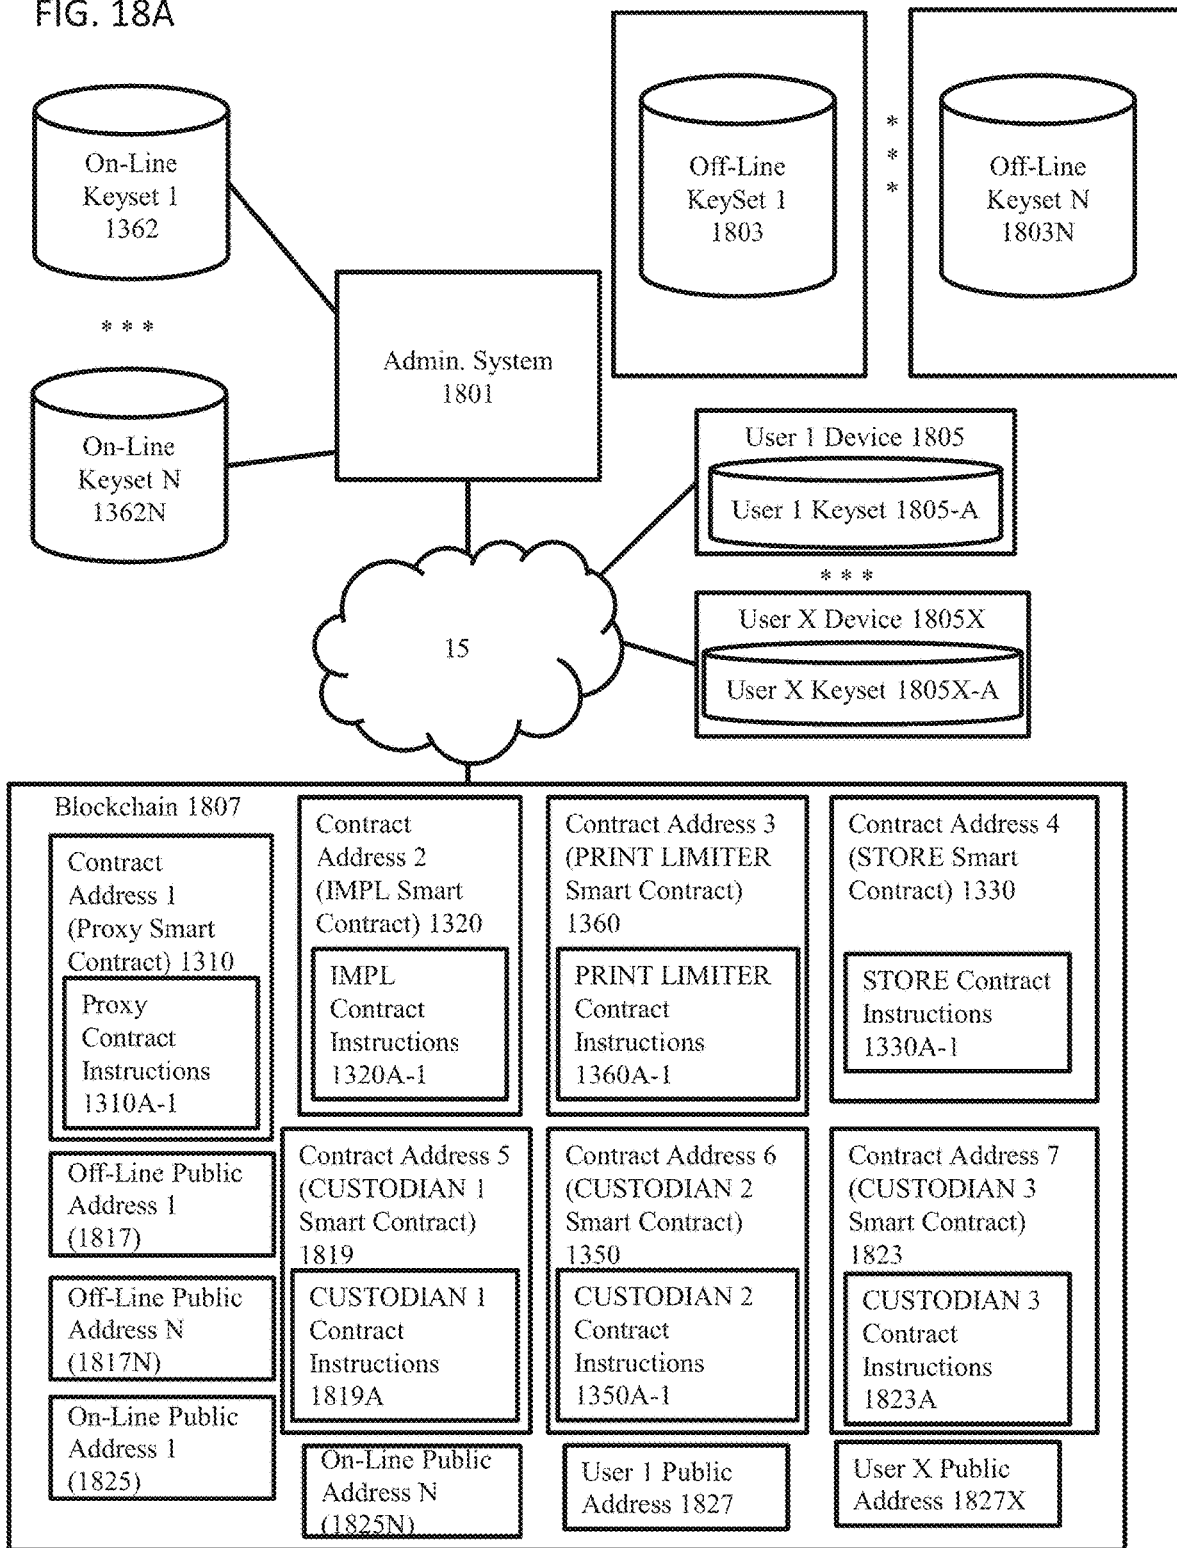 FIG. 18A
On-Line
Keyset 1
1362
* * *
On-Line
Keyset N
1362N
Admin. System
1801
Off-Line
KeySet 1
1803
*
*
*
Off-Line
Keyset N
1803N
User 1 Device 1805
User 1 Keyset 1805-A
* * *
User X Device 1805X
User X Keyset 1805X-A
15
Blockchain 1807
Contract
Address 1
(Proxy Smart
Contract) 1310
Proxy
Contract
Instructions
1310A-1
Contract
Address 2
(IMPL Smart
Contract) 1320
IMPL
Contract
Instructions
1320A-1
Contract Address 3
(PRINT LIMITER
Smart Contract)
1360
PRINT LIMITER
Contract
Instructions
1360A-1
Contract Address 4
(STORE Smart
Contract) 1330
STORE Contract
Instructions
1330A-1
Off-Line Public
Address 1
(1817)
Off-Line Public
Address N
(1817N)
On-Line Public
Address 1
(1825)
Contract Address 5
(CUSTODIAN 1
Smart Contract)
1819
CUSTODIAN 1
Contract
Instructions
1819A
Contract Address 6
(CUSTODIAN 2
Smart Contract)
1350
CUSTODIAN 2
Contract
Instructions
1350A-1
Contract Address 7
(CUSTODIAN 3
Smart Contract)
1823
CUSTODIAN 3
Contract
Instructions
1823A
On-Line Public
Address N
(1825N)
User 1 Public
Address 1827
User X Public
Address 1827X